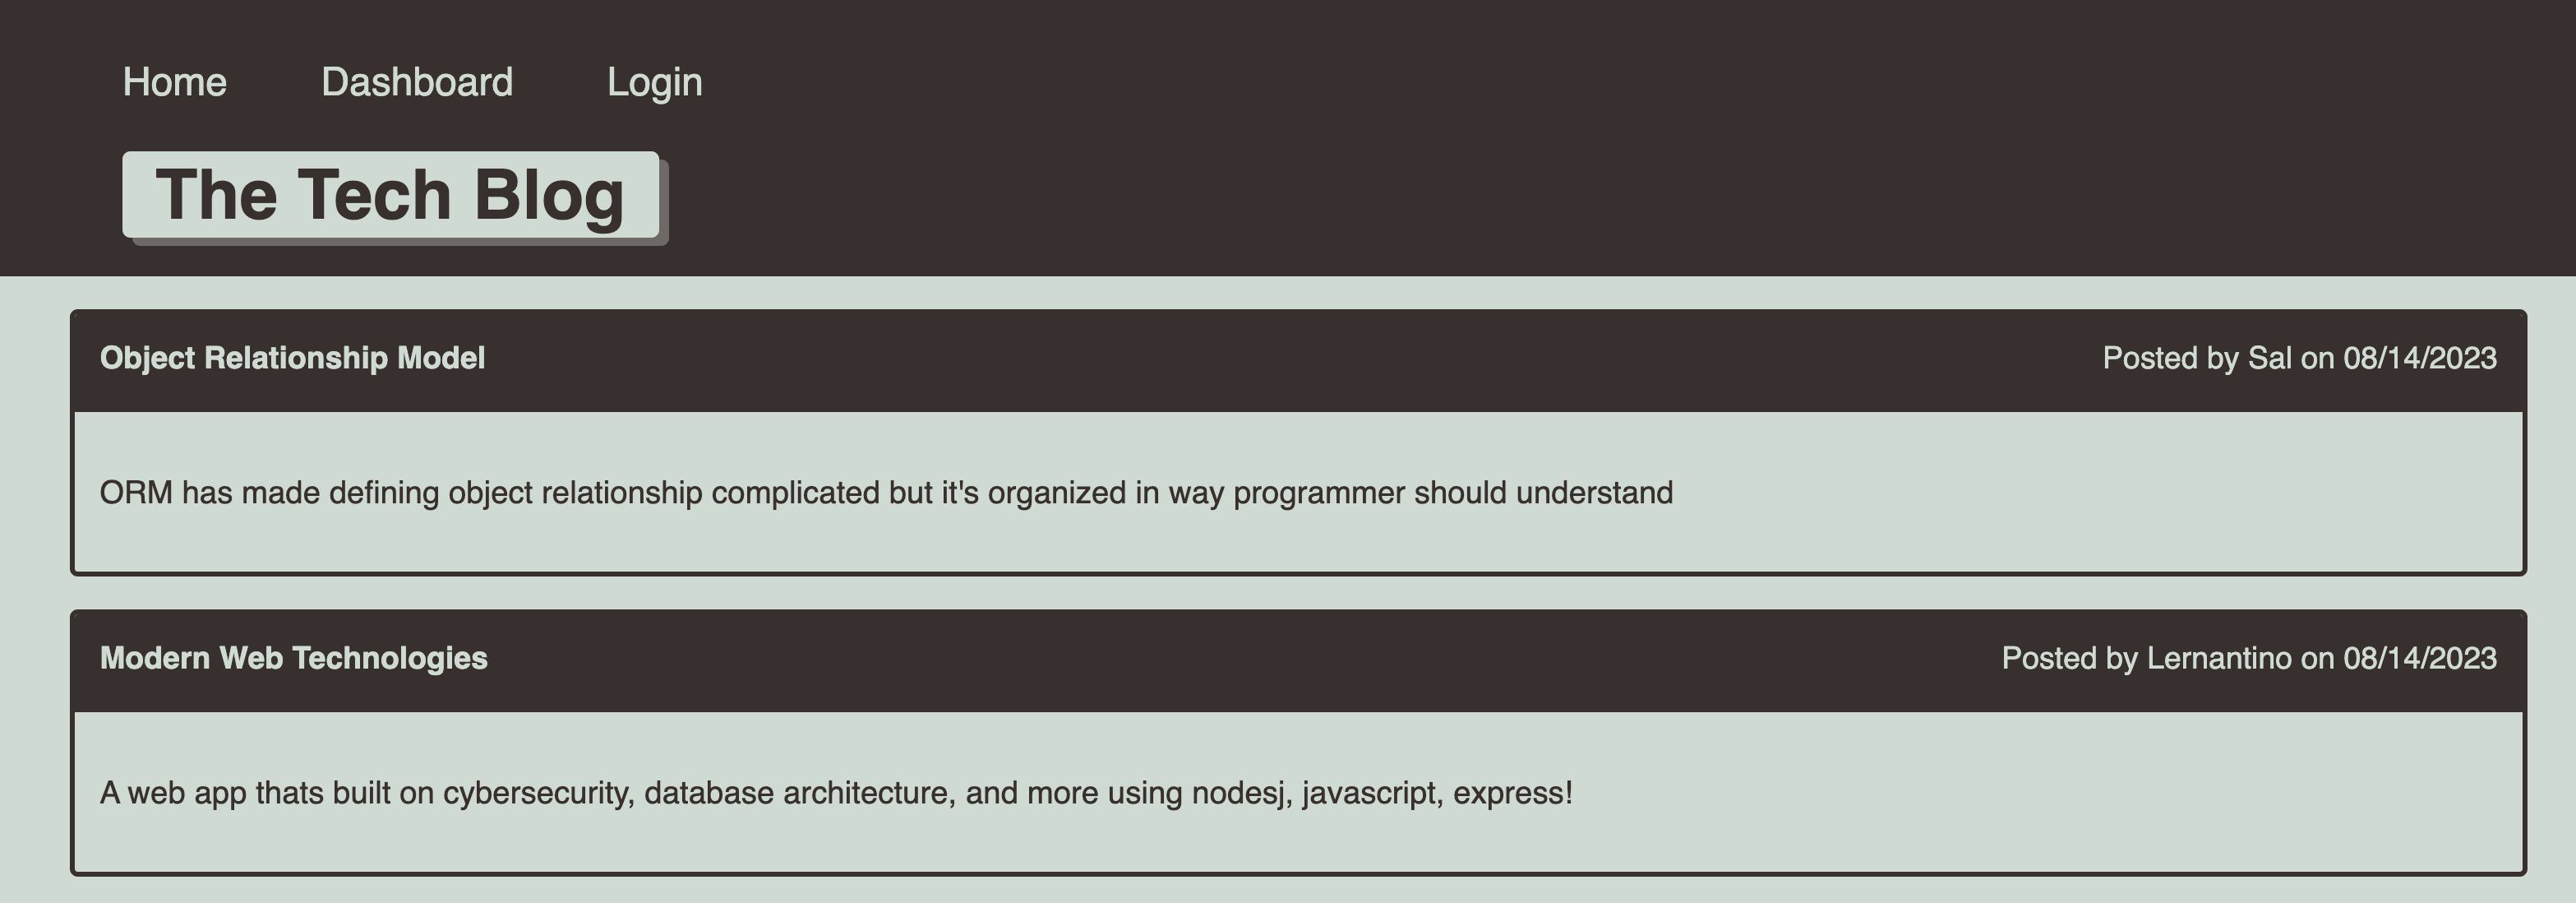 Home Dashboard Login
The Tech Blog
Object Relationship Model Posted by Sal on 08/14/2023
ORM has made defining object relationship complicated but it's organized in way programmer should understand
Modern Web Technologies Posted by Lernantino on 08/14/2023
A web app thats built on cybersecurity, database architecture, and more using nodesj, javascript, express!